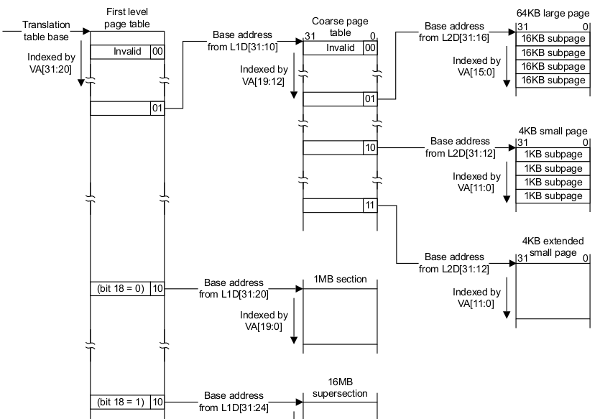 Translation
table base
Indexed by
VA[31:20]
First level
page table
Invalid 00
01
(bit 18 = 0) 10
(bit 18 = 1) 10
Base address
from L1D[31:10]
Indexed by
VA[19:12]
Coarse page
table
31 0
Invalid 00
01
10
11
Base address
from L2D[31:16]
Indexed by
VA[15:0]
64KB large page
31 0
16KB subpage
16KB subpage
16KB subpage
16KB subpage
Base address
from L2D[31:12]
Indexed by
VA[11:0]
4KB small page
31 0
1KB subpage
1KB subpage
1KB subpage
1KB subpage
Base address
from L2D[31:12]
Indexed by
VA[11:0]
4KB extended
small page
31 0
Base address
from L1D[31:20]
Indexed by
VA[19:0]
1MB section
Base address
from L1D[31:24]
16MB
supersection